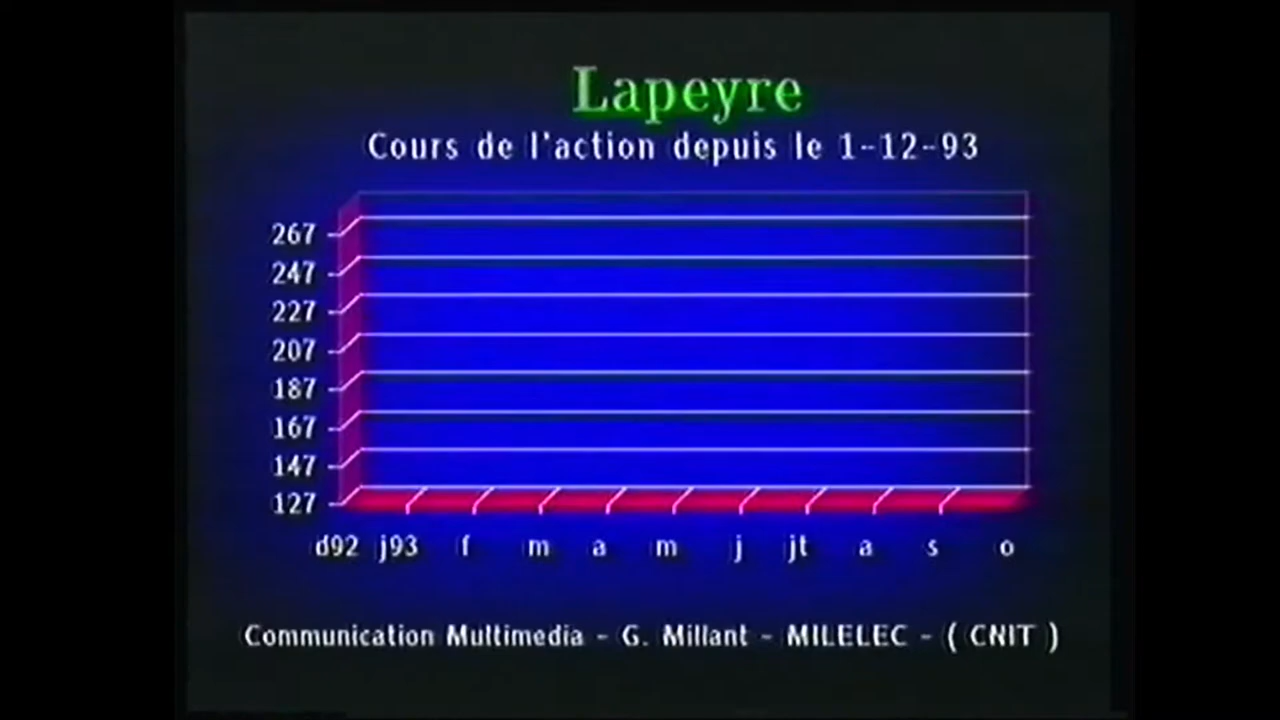 Lapeyre
Cours de l'action depuis le 1-12-93
267
247
227
207
187
167
147
127
d92 j93 f m a m j jt a s o
Communication Multimedia - G. Millant - MILELEC - ( CNIT )